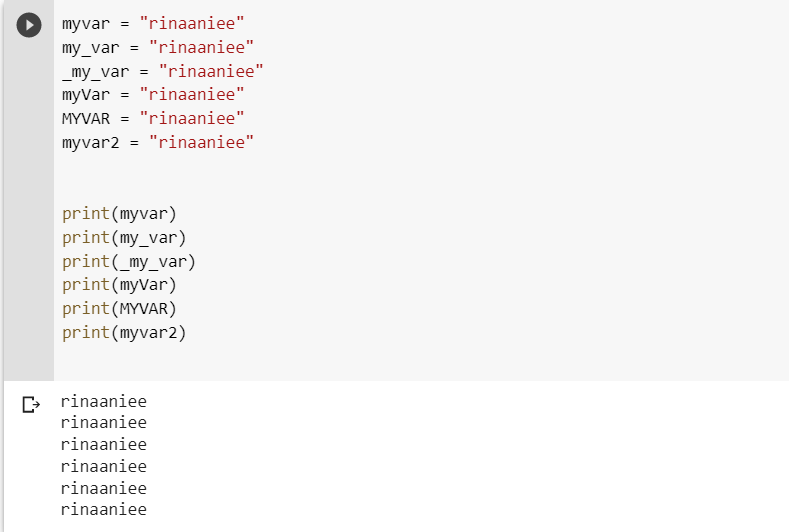 myvar = "rinaaniee"
my_var = "rinaaniee"
_my_var = "rinaaniee"
myVar = "rinaaniee"
MYVAR = "rinaaniee"
myvar2 = "rinaaniee"
print(myvar)
print(my_var)
print(_my_var)
print(myVar)
print(MYVAR)
print(myvar2)
rinaaniee
rinaaniee
rinaaniee
rinaaniee
rinaaniee
rinaaniee